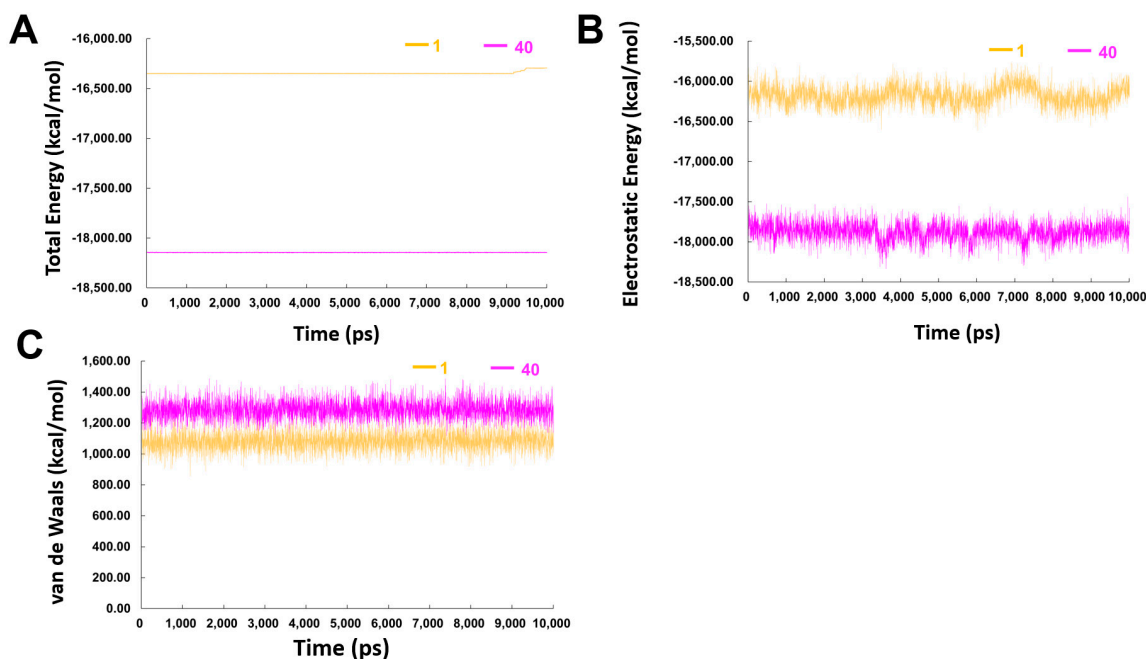 A
1
40
Total Energy (kcal/mol)
-16,000.00
-16,500.00
-17,000.00
-17,500.00
-18,000.00
-18,500.00
0 1,000 2,000 3,000 4,000 5,000 6,000 7,000 8,000 9,000 10,000
Time (ps)
B
1
40
Electrostatic Energy (kcal/mol)
-15,500.00
-16,000.00
-16,500.00
-17,000.00
-17,500.00
-18,000.00
-18,500.00
0 1,000 2,000 3,000 4,000 5,000 6,000 7,000 8,000 9,000 10,000
Time (ps)
C
1
40
van de Waals (kcal/mol)
1,600.00
1,400.00
1,200.00
1,000.00
800.00
600.00
400.00
200.00
0.00
0 1,000 2,000 3,000 4,000 5,000 6,000 7,000 8,000 9,000 10,000
Time (ps)